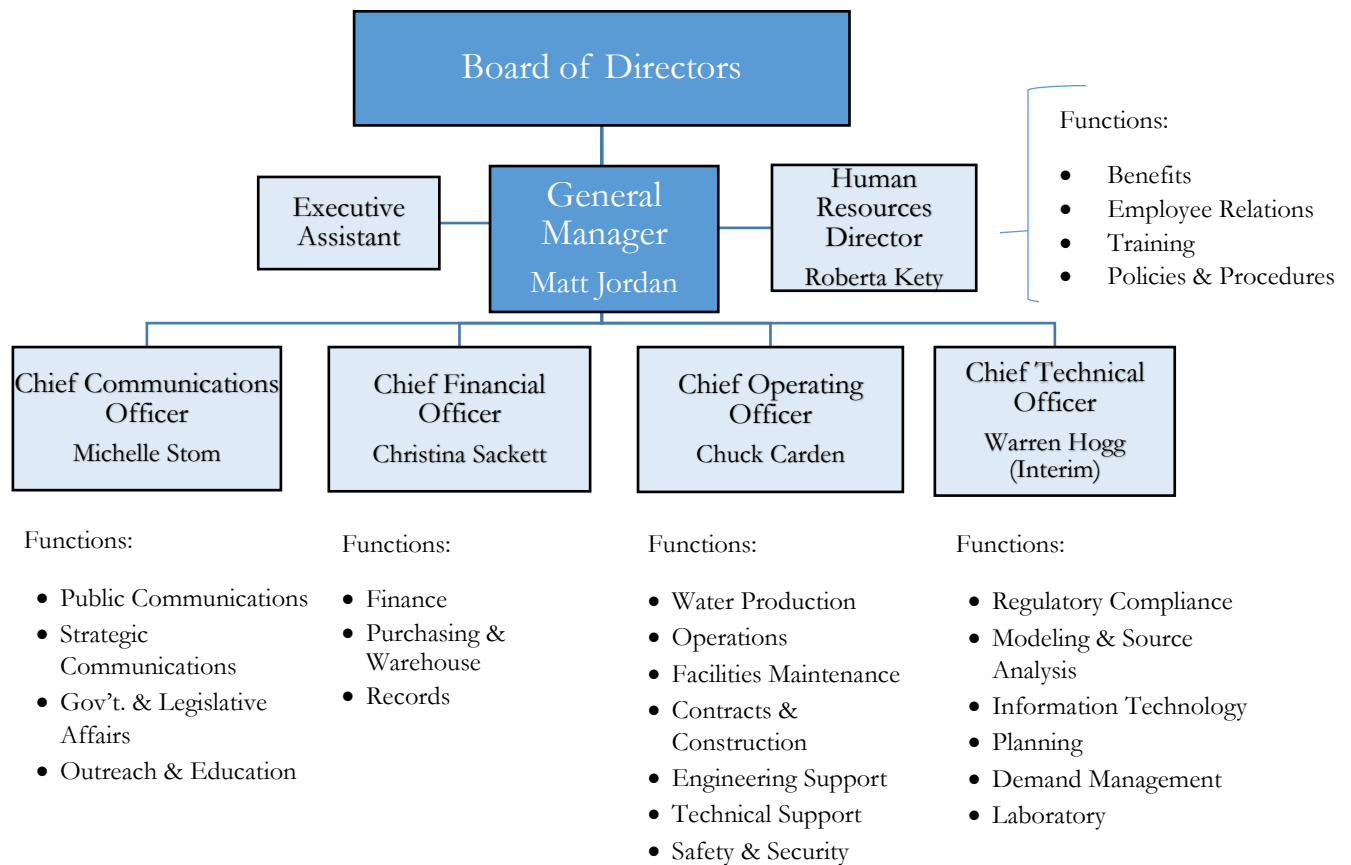 Board of Directors
Executive
Assistant
General
Manager
Matt Jordan
Human
Resources
Director
Roberta Kety
Functions:
• Benefits
• Employee Relations
• Training
• Policies & Procedures
Chief Communications
Officer
Michelle Stom
Chief Financial
Officer
Christina Sackett
Chief Operating
Officer
Chuck Carden
Chief Technical
Officer
Warren Hogg
(Interim)
Functions:
• Public Communications
• Strategic
Communications
• Gov’t. & Legislative
Affairs
• Outreach & Education
Functions:
• Finance
• Purchasing &
Warehouse
• Records
Functions:
• Water Production
• Operations
• Facilities Maintenance
• Contracts &
Construction
• Engineering Support
• Technical Support
• Safety & Security
Functions:
• Regulatory Compliance
• Modeling & Source
Analysis
• Information Technology
• Planning
• Demand Management
• Laboratory